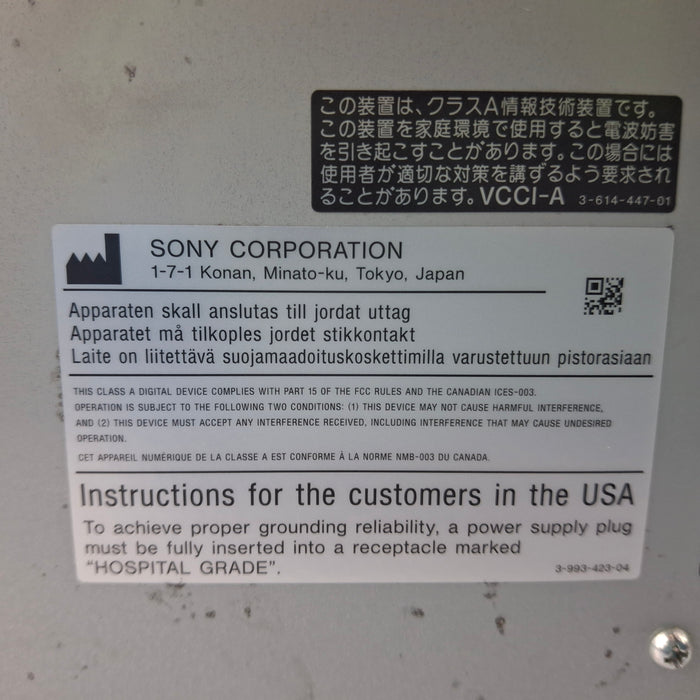 この装置は、クラスA情報技術装置です。
この装置を家庭環境で使用すると電波妨害
を引き起こすことがあります。この場合には
使用者が適切な対策を講ずるよう要求され
ることがあります。VCCI-A 3-614-447-01
SONY CORPORATION
1-7-1 Konan, Minato-ku, Tokyo, Japan
Apparaten skall anslutas till jordat uttag
Apparatet må tilkoples jordet stikkontakt
Laite on liitettävä suojamaadoituskoskettimilla varustettuun pistorasiaan
THIS CLASS A DIGITAL DEVICE COMPLIES WITH PART 15 OF THE FCC RULES AND THE CANADIAN ICES-003.
OPERATION IS SUBJECT TO THE FOLLOWING TWO CONDITIONS: (1) THIS DEVICE MAY NOT CAUSE HARMFUL INTERFERENCE,
AND (2) THIS DEVICE MUST ACCEPT ANY INTERFERENCE RECEIVED, INCLUDING INTERFERENCE THAT MAY CAUSE UNDESIRED
OPERATION.
CET APPAREIL NUMÉRIQUE DE LA CLASSE A EST CONFORME À LA NORME NMB-003 DU CANADA.
Instructions for the customers in the USA
To achieve proper grounding reliability, a power supply plug
must be fully inserted into a receptacle marked
“HOSPITAL GRADE”. 3-993-423-04